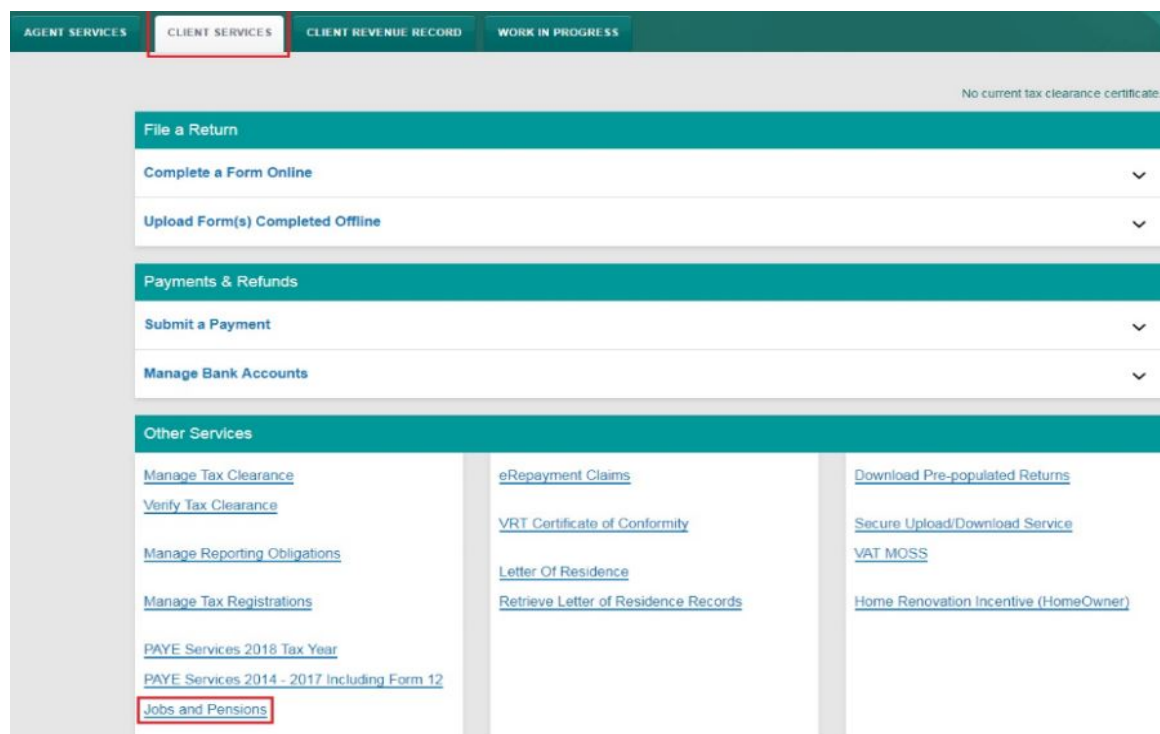 AGENT SERVICES
CLIENT SERVICES
CLIENT REVENUE RECORD
WORK IN PROGRESS
No current tax clearance certificate
File a Return
Complete a Form Online
Upload Form(s) Completed Offline
Payments & Refunds
Submit a Payment
Manage Bank Accounts
Other Services
Manage Tax Clearance
Verify Tax Clearance
Manage Reporting Obligations
Manage Tax Registrations
PAYE Services 2018 Tax Year
PAYE Services 2014 - 2017 Including Form 12
Jobs and Pensions
eRepayment Claims
VRT Certificate of Conformity
Letter Of Residence
Retrieve Letter of Residence Records
Download Pre-populated Returns
Secure Upload/Download Service
VAT MOSS
Home Renovation Incentive (HomeOwner)